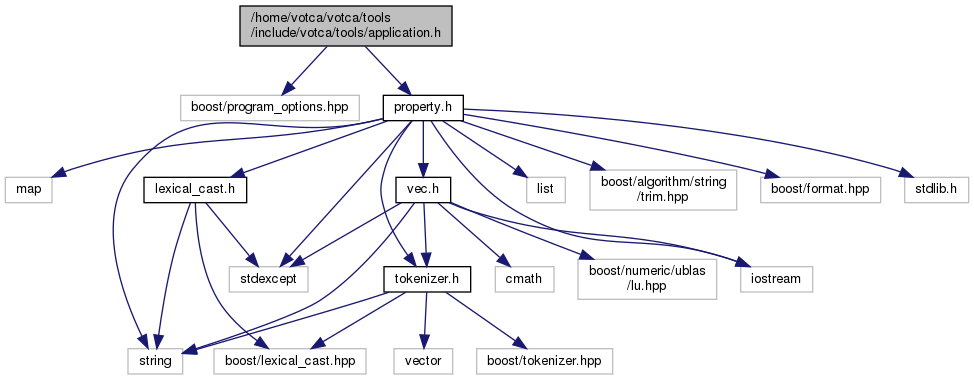 /home/votca/votca/tools
/include/votca/tools/application.h
boost/program_options.hpp
property.h
map
lexical_cast.h
vec.h
list
boost/algorithm/string
/trim.hpp
boost/format.hpp
stdlib.h
stdexcept
tokenizer.h
cmath
boost/numeric/ublas
/lu.hpp
iostream
string
boost/lexical_cast.hpp
vector
boost/tokenizer.hpp